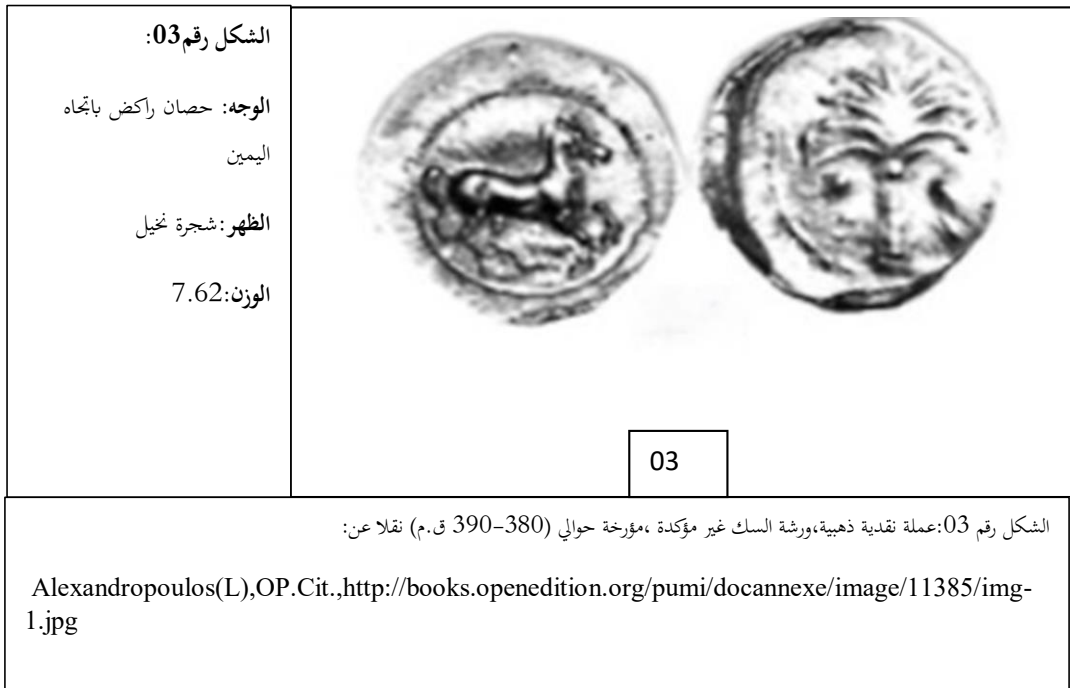 الشكل رقم03:
الوجه: حصان راكض باتجاه
اليمين
الظهر:شجرة نخيل
الوزن:7.62
03
الشكل رقم 03:عملة نقدية ذهبية،ورشة السك غير مؤكدة ،مؤرخة حوالي (380-390 ق.م) نقلا عن:
Alexandropoulos(L),OP.Cit.,http://books.openedition.org/pumi/docannexe/image/11385/img-
1.jpg